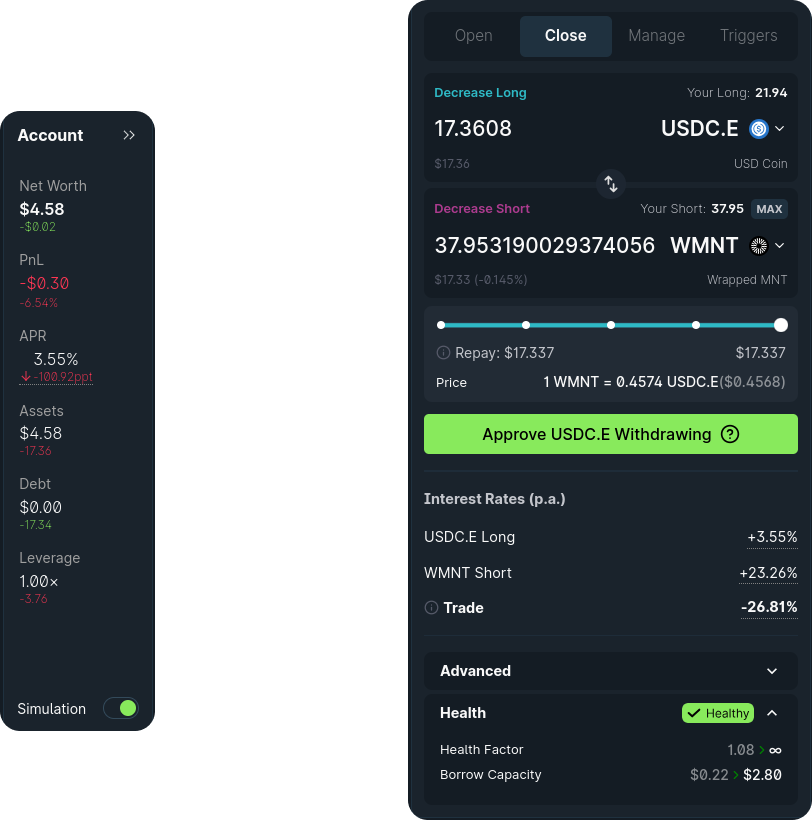 Account
Net Worth
$4.58
-$0.02
PnL
-$0.30
-6.54%
APR
3.55%
-100.92ppt
Assets
$4.58
-17.36
Debt
$0.00
-17.34
Leverage
1.00×
-3.76
Simulation
Open Close Manage Triggers
Decrease Long Your Long: 21.94
17.3608 USDC.E
$17.36 USD Coin
Decrease Short Your Short: 37.95 MAX
37.953190029374056 WMNT
$17.33 (-0.145%) Wrapped MNT
Repay: $17.337 $17.337
Price 1 WMNT = 0.4574 USDC.E($0.4568)
Approve USDC.E Withdrawing
Interest Rates (p.a.)
USDC.E Long +3.55%
WMNT Short +23.26%
Trade -26.81%
Advanced
Health Healthy
Health Factor 1.08 > ∞
Borrow Capacity $0.22 > $2.80